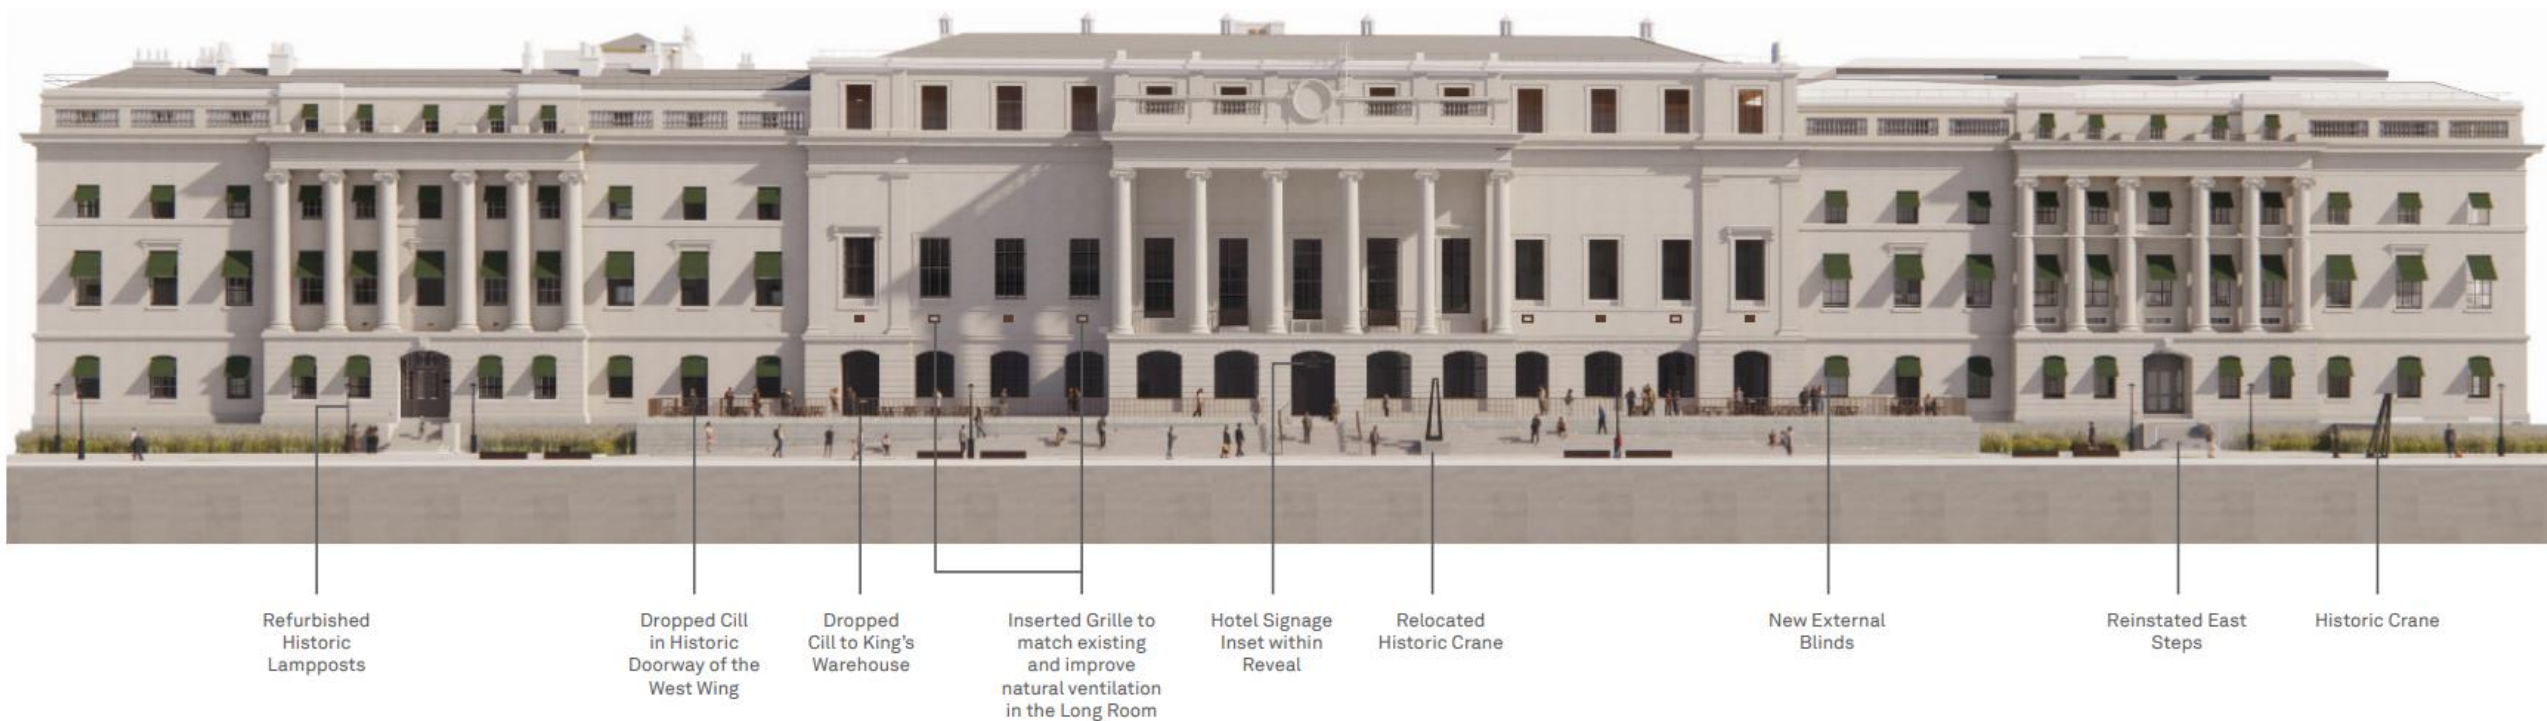 Refurbished
Historic
Lampposts
Dropped Cill
in Historic
Doorway of the
West Wing
Dropped
Cill to King's
Warehouse
Inserted Grille to
match existing
and improve
natural ventilation
in the Long Room
Hotel Signage
Inset within
Reveal
Relocated
Historic Crane
New External
Blinds
Reinstated East
Steps
Historic Crane